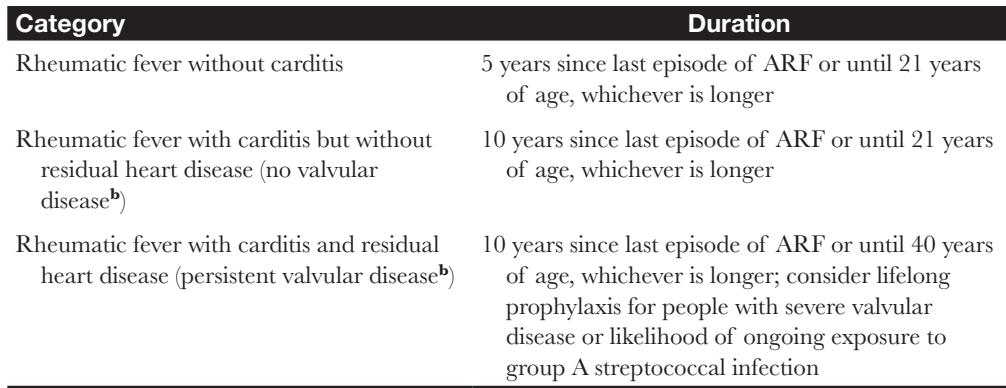 Category Duration
Rheumatic fever without carditis 5 years since last episode of ARF or until 21 years
of age, whichever is longer
Rheumatic fever with carditis but without 10 years since last episode of ARF or until 21 years
residual heart disease (no valvular of age, whichever is longer
diseaseb)
Rheumatic fever with carditis and residual 10 years since last episode of ARF or until 40 years
heart disease (persistent valvular diseaseb) of age, whichever is longer; consider lifelong
prophylaxis for people with severe valvular
disease or likelihood of ongoing exposure to
group A streptococcal infection